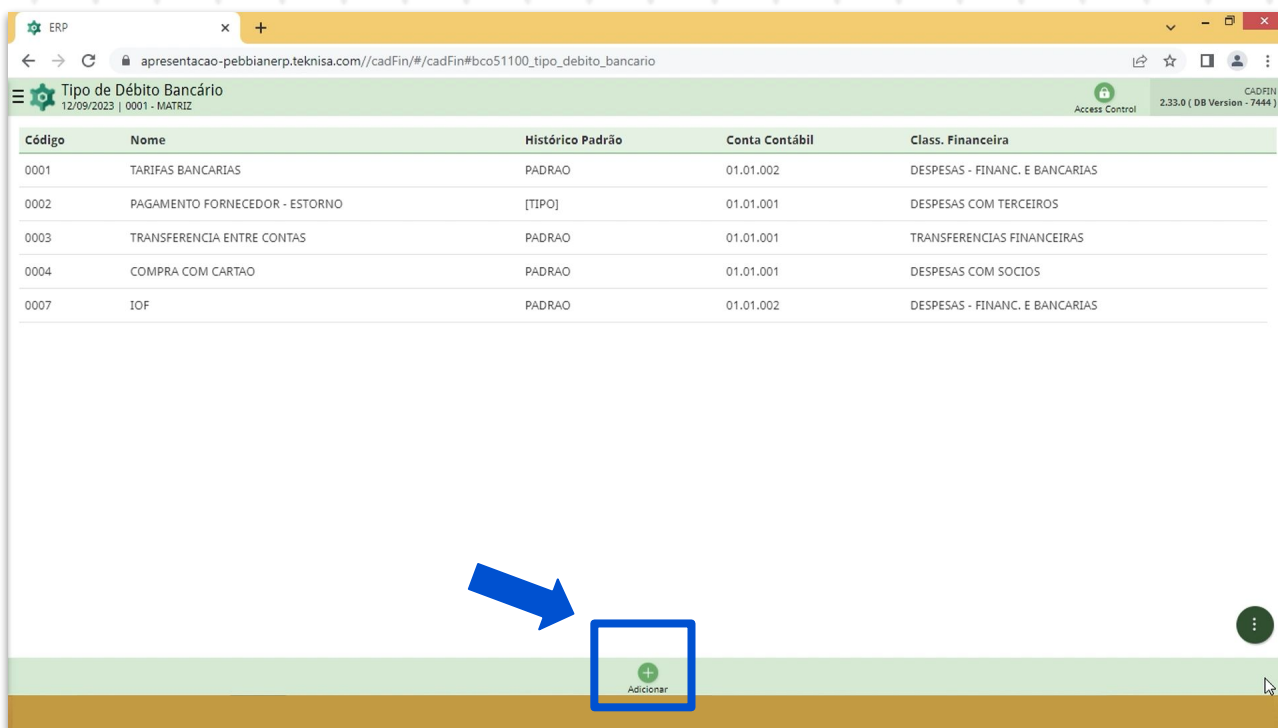 ERP
apresentacao-pebbianerp.teknisa.com//cadFin/#/cadFin#bco51100_tipo_debito_bancario
Tipo de Débito Bancário
12/09/2023 | 0001 - MATRIZ
Access Control
CADFIN
2.33.0 ( DB Version - 7444 )
Código Nome Histórico Padrão Conta Contábil Class. Financeira
0001 TARIFAS BANCARIAS PADRAO 01.01.002 DESPESAS - FINANC. E BANCARIAS
0002 PAGAMENTO FORNECEDOR - ESTORNO [TIPO] 01.01.001 DESPESAS COM TERCEIROS
0003 TRANSFERENCIA ENTRE CONTAS PADRAO 01.01.001 TRANSFERENCIAS FINANCEIRAS
0004 COMPRA COM CARTAO PADRAO 01.01.001 DESPESAS COM SOCIOS
0007 IOF PADRAO 01.01.002 DESPESAS - FINANC. E BANCARIAS
Adicionar